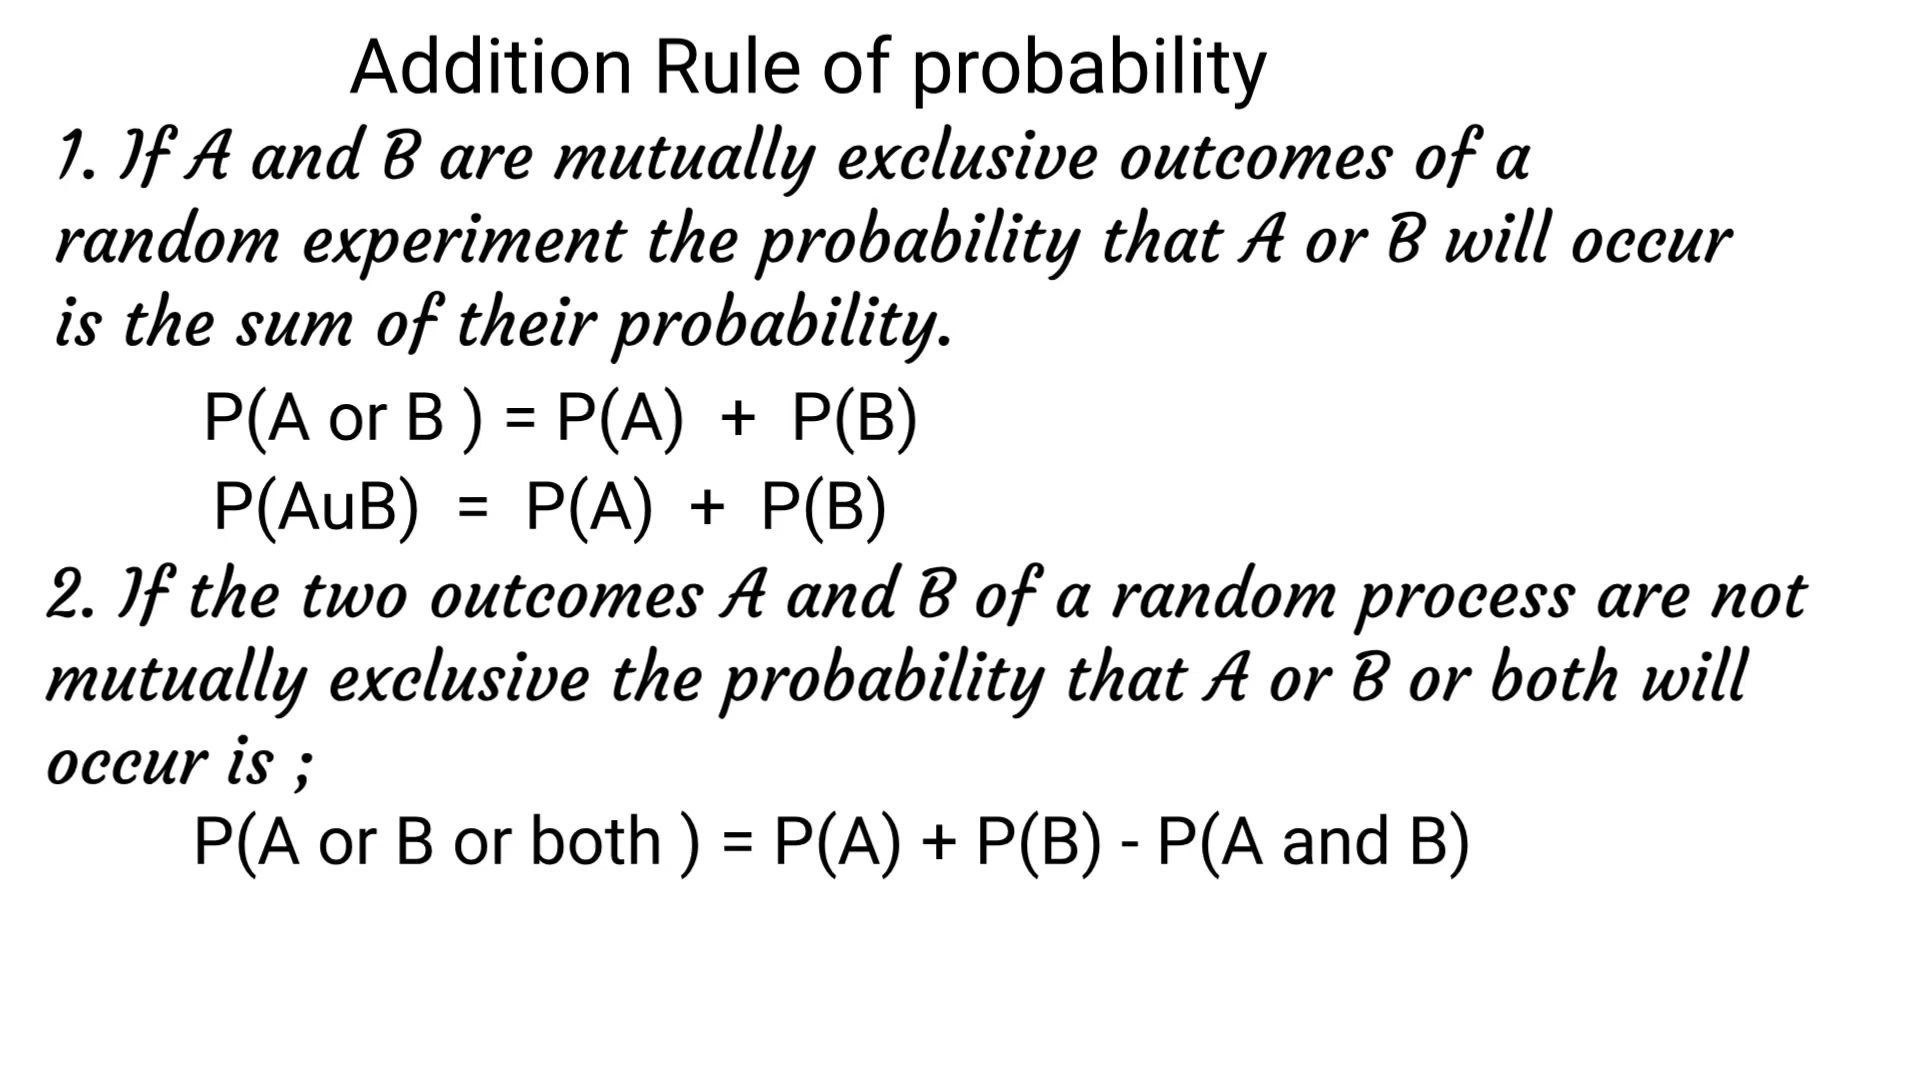 Addition Rule of probability
1. If A and B are mutually exclusive outcomes of a
random experiment the probability that A or B will occur
is the sum of their probability.
P(A or B ) = P(A) + P(B)
P(AuB) = P(A) + P(B)
2. If the two outcomes A and B of a random process are not
mutually exclusive the probability that A or B or both will
occur is ;
P(A or B or both ) = P(A) + P(B) - P(A and B)